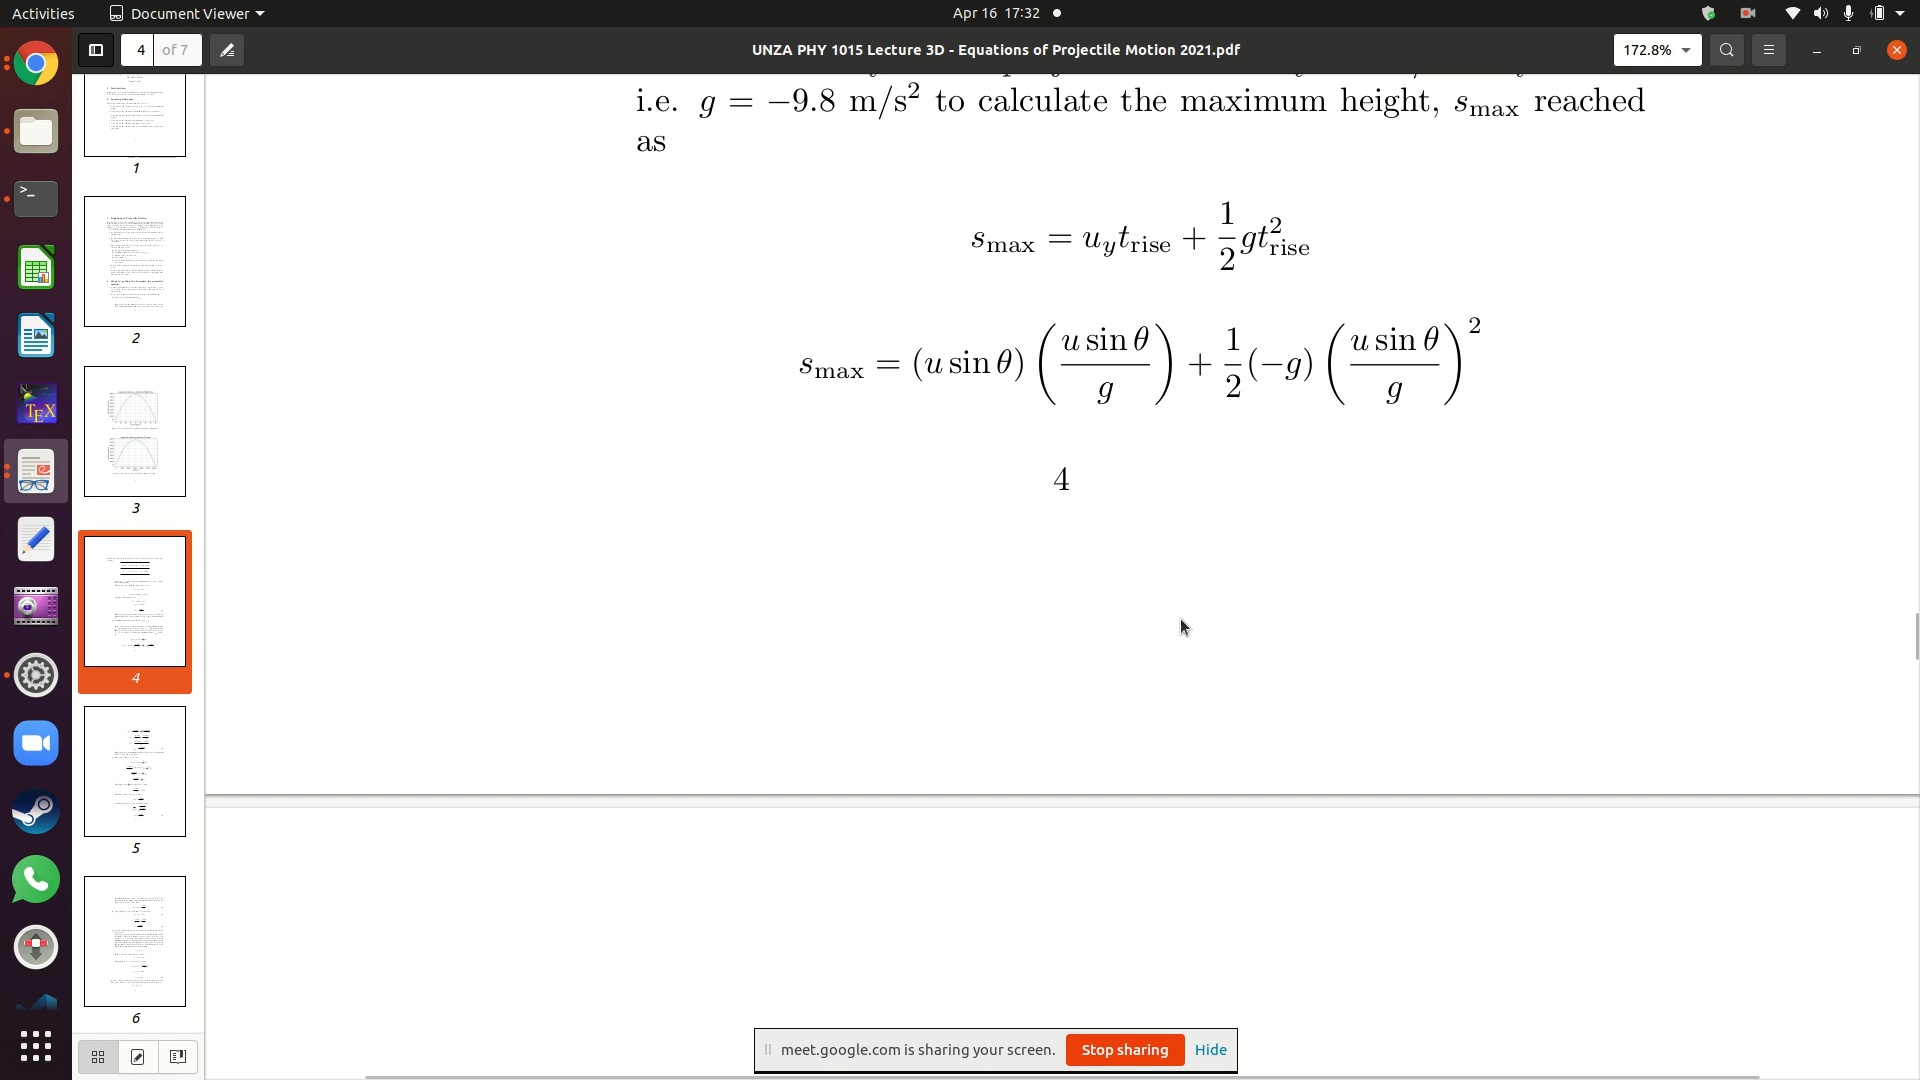 Activities Document Viewer Apr 16 17:32
4 of 7 UNZA PHY 1015 Lecture 3D - Equations of Projectile Motion 2021.pdf 172.8%
i.e. g = −9.8 m/s² to calculate the maximum height, s_max reached
as
s_max = u_y t_rise + 1/2 g t²_rise
s_max = (u sin θ) (u sin θ / g) + 1/2 (−g) (u sin θ / g)²
4
1
2
3
4
5
6
TEX
meet.google.com is sharing your screen. Stop sharing Hide